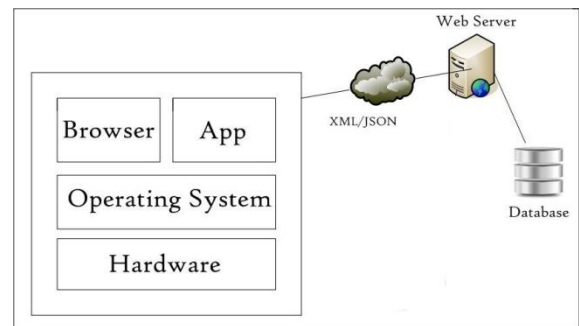 Web Server
Browser
App
XML/JSON
Operating System
Database
Hardware